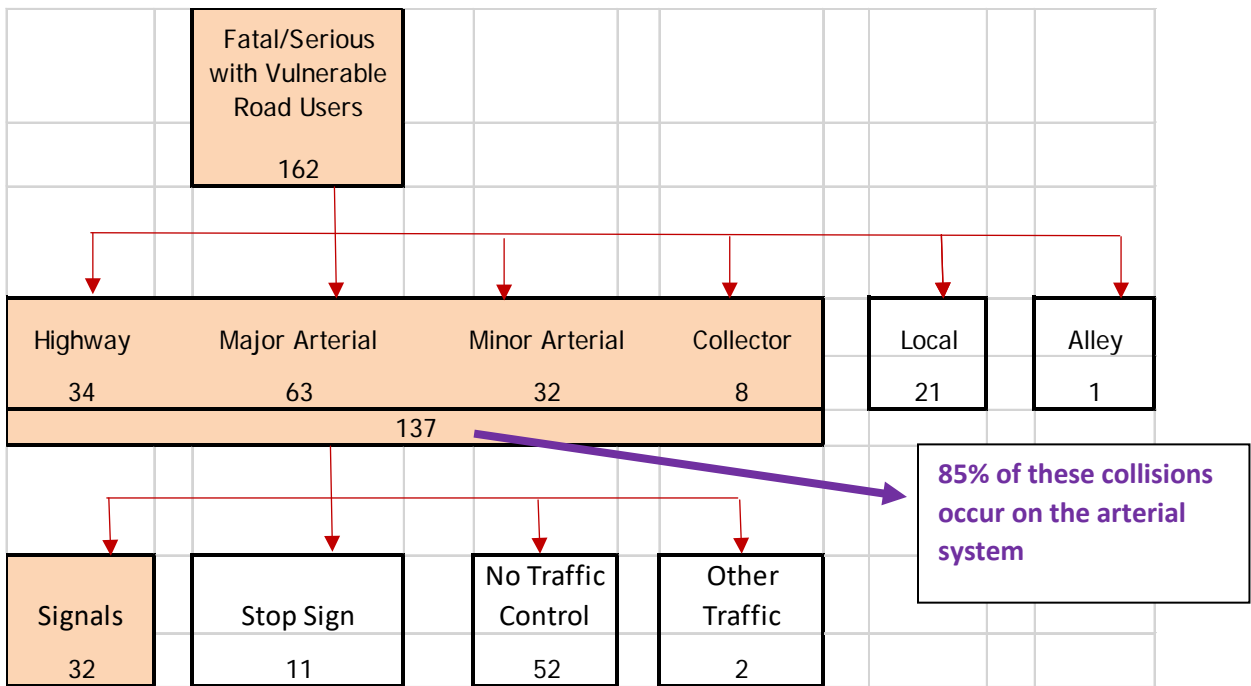 Fatal/Serious
with Vulnerable
Road Users
162
Highway Major Arterial Minor Arterial Collector Local Alley
34 63 32 8 21 1
137
85% of these collisions
occur on the arterial
system
No Traffic Other
Signals Stop Sign Control Traffic
32 11 52 2